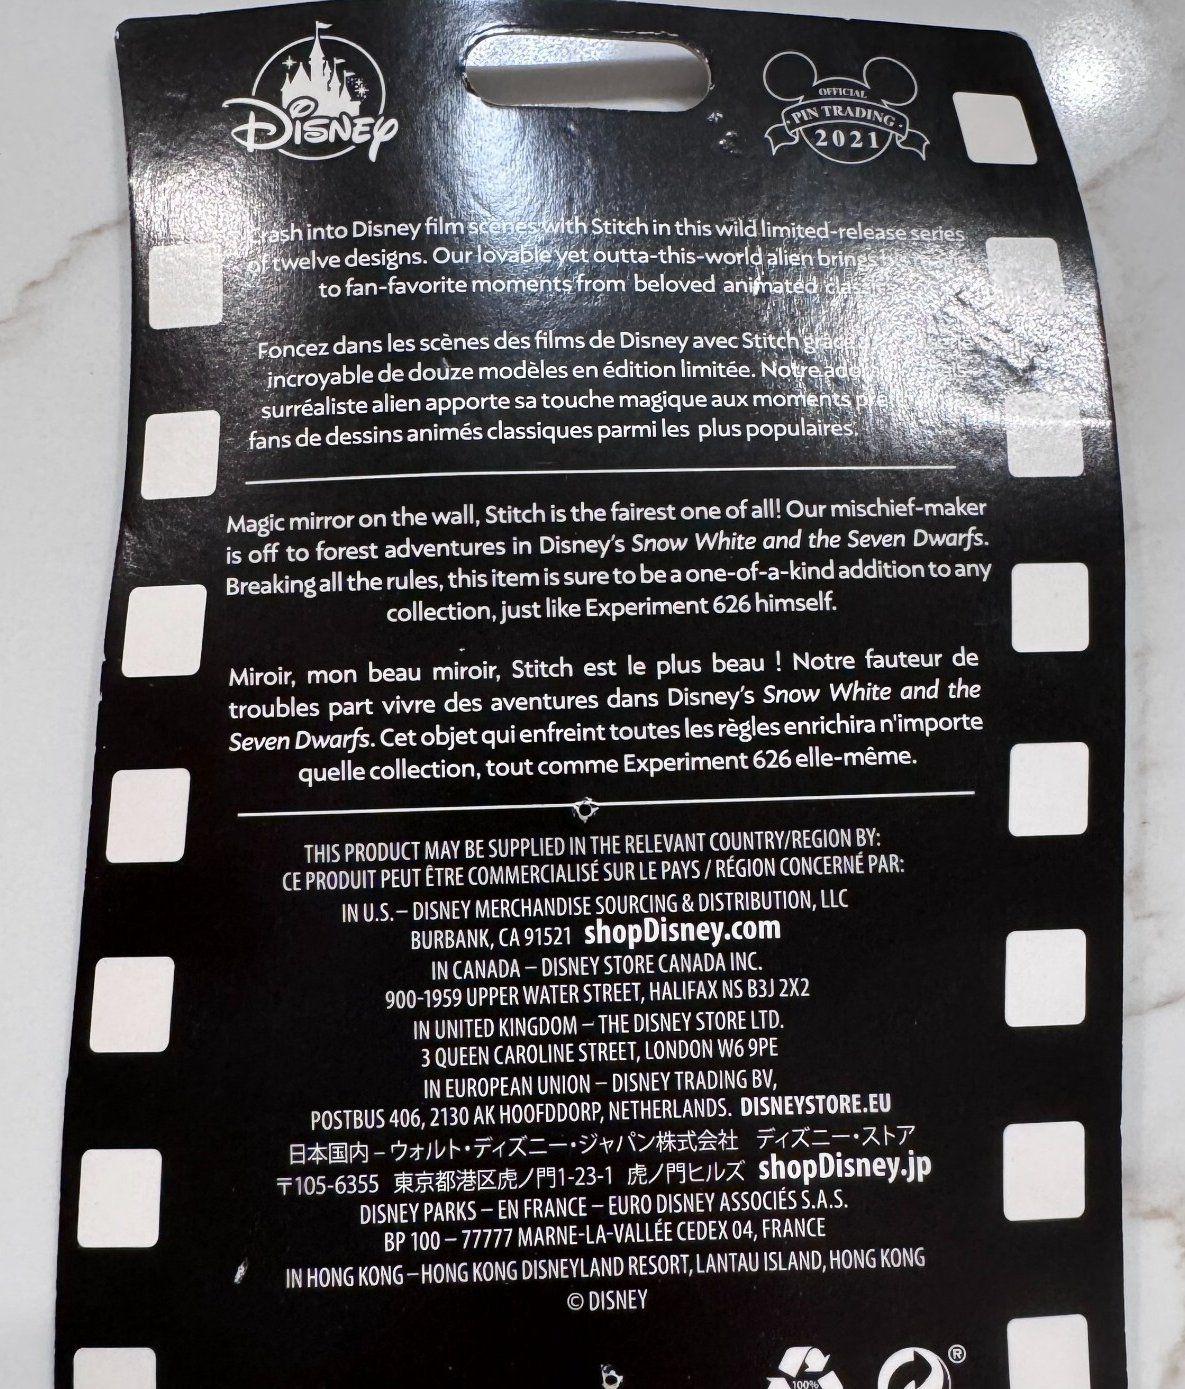 Disney
OFFICIAL
PIN TRADING
2021
rash into Disney film scenes with Stitch in this wild limited-release series
of twelve designs. Our lovable yet outta-this-world alien brings
to fan-favorite moments from beloved animated
Foncez dans les scènes des films de Disney avec Stitch grâce
incroyable de douze modèles en édition limitée. Notre
surréaliste alien apporte sa touche magique aux moments
fans de dessins animés classiques parmi les plus populaires.
Magic mirror on the wall, Stitch is the fairest one of all! Our mischief-maker
is off to forest adventures in Disney's Snow White and the Seven Dwarfs.
Breaking all the rules, this item is sure to be a one-of-a-kind addition to any
collection, just like Experiment 626 himself.
Miroir, mon beau miroir, Stitch est le plus beau ! Notre fauteur de
troubles part vivre des aventures dans Disney's Snow White and the
Seven Dwarfs. Cet objet qui enfreint toutes les règles enrichira n'importe
quelle collection, tout comme Experiment 626 elle-même.
THIS PRODUCT MAY BE SUPPLIED IN THE RELEVANT COUNTRY/REGION BY:
CE PRODUIT PEUT ÊTRE COMMERCIALISÉ SUR LE PAYS / RÉGION CONCERNÉ PAR:
IN U.S.– DISNEY MERCHANDISE SOURCING & DISTRIBUTION, LLC
BURBANK, CA 91521 shopDisney.com
IN CANADA – DISNEY STORE CANADA INC.
900-1959 UPPER WATER STREET, HALIFAX NS B3J 2X2
IN UNITED KINGDOM – THE DISNEY STORE LTD.
3 QUEEN CAROLINE STREET, LONDON W6 9PE
IN EUROPEAN UNION – DISNEY TRADING BV,
POSTBUS 406, 2130 AK HOOFDDORP, NETHERLANDS. DISNEYSTORE.EU
日本国内 – ウォルト・ディズニー・ジャパン株式会社 ディズニー・ストア
〒105-6355 東京都港区虎ノ門1-23-1 虎ノ門ヒルズ shopDisney.jp
DISNEY PARKS – EN FRANCE – EURO DISNEY ASSOCIÉS S.A.S.
BP 100 – 77777 MARNE-LA-VALLÉE CEDEX 04, FRANCE
IN HONG KONG – HONG KONG DISNEYLAND RESORT, LANTAU ISLAND, HONG KONG
© DISNEY
100%
®